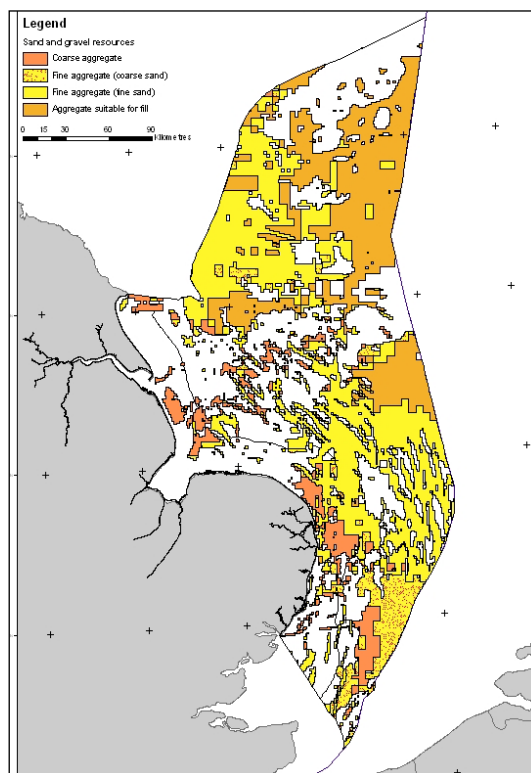 Legend
Sand and gravel resources
Coarse aggregate
Fine aggregate (coarse sand)
Fine aggregate (fine sand)
Aggregate suitable for fill
0 15 30 60 90
Kilometres